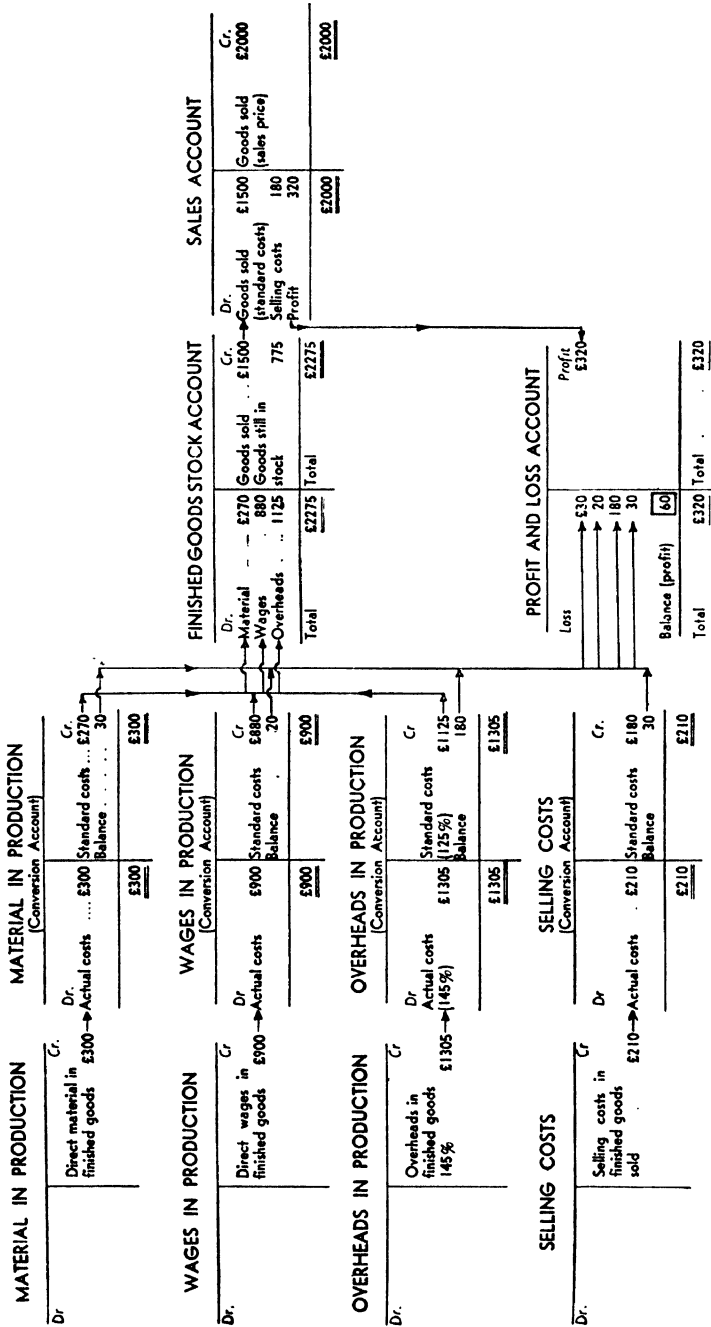 MATERIAL IN PRODUCTION
Dr
Cr.
Direct material in
finished goods
£300
MATERIAL IN PRODUCTION
(Conversion Account)
Dr.
Cr.
Actual costs .... £300
Standard costs ... £270
Balance . . . . . . 30
£300
£300
WAGES IN PRODUCTION
Dr.
Cr
Direct wages in
finished goods
£900
WAGES IN PRODUCTION
(Conversion Account)
Dr
Cr
Actual costs £900
Standard costs £880
Balance . 20
£900
£900
OVERHEADS IN PRODUCTION
Dr.
Cr
Overheads in
finished goods
145%
£1305
OVERHEADS IN PRODUCTION
(Conversion Account)
Dr
Cr
Actual costs £1305
(145%)
Standard costs £1125
(125%)
Balance 180
£1305
£1305
SELLING COSTS
Dr.
Cr
Selling costs in
finished goods
sold
£210
SELLING COSTS
(Conversion Account)
Dr
Cr.
Actual costs . £210
Standard costs £180
Balance 30
£210
£210
FINISHED GOODS STOCK ACCOUNT
Dr.
Cr.
Material – – £270
Wages . 880
Overheads . .. 1125
Total £2275
Goods sold . . £1500
Goods still in
stock 775
Total £2275
SALES ACCOUNT
Dr.
Cr.
Goods sold £1500
(standard costs)
Selling costs 180
Profit 320
£2000
Goods sold £2000
(sales price)
£2000
PROFIT AND LOSS ACCOUNT
Loss
Profit
£30
20
180
30
Balance (profit) 60
Total £320
£320
Total . . £320